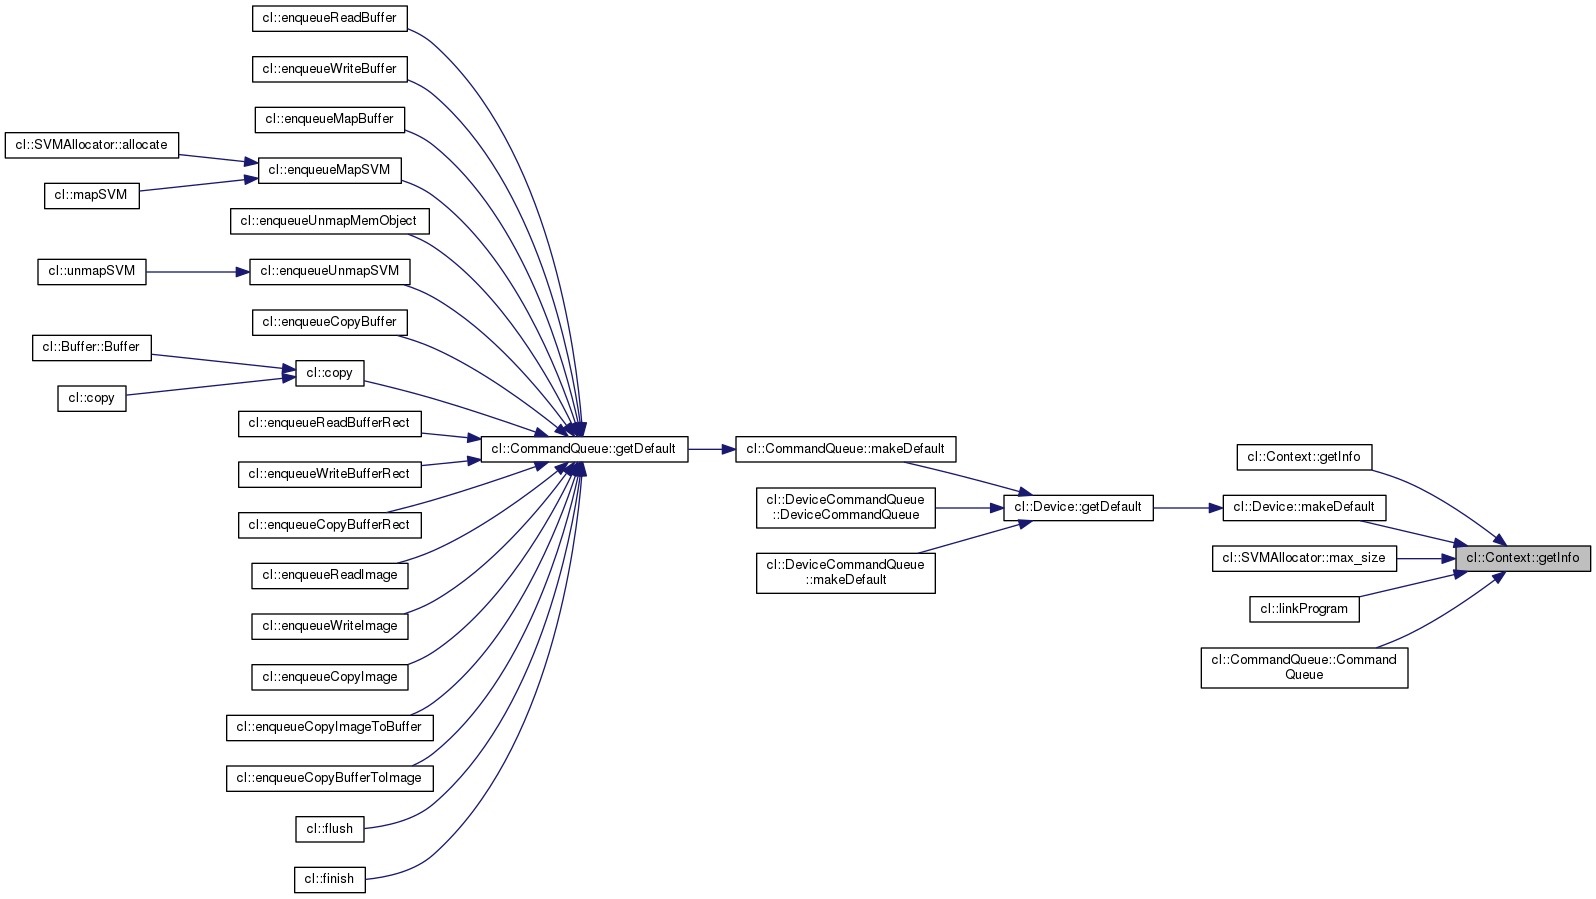 cl::enqueueReadBuffer
cl::enqueueWriteBuffer
cl::enqueueMapBuffer
cl::SVMAllocator::allocate
cl::enqueueMapSVM
cl::mapSVM
cl::enqueueUnmapMemObject
cl::unmapSVM
cl::enqueueUnmapSVM
cl::enqueueCopyBuffer
cl::Buffer::Buffer
cl::copy
cl::copy
cl::enqueueReadBufferRect
cl::CommandQueue::getDefault
cl::CommandQueue::makeDefault
cl::Context::getInfo
cl::enqueueWriteBufferRect
cl::DeviceCommandQueue
::DeviceCommandQueue
cl::Device::getDefault
cl::Device::makeDefault
cl::enqueueCopyBufferRect
cl::SVMAllocator::max_size
cl::Context::getInfo
cl::enqueueReadImage
cl::DeviceCommandQueue
::makeDefault
cl::linkProgram
cl::enqueueWriteImage
cl::CommandQueue::Command
Queue
cl::enqueueCopyImage
cl::enqueueCopyImageToBuffer
cl::enqueueCopyBufferToImage
cl::flush
cl::finish